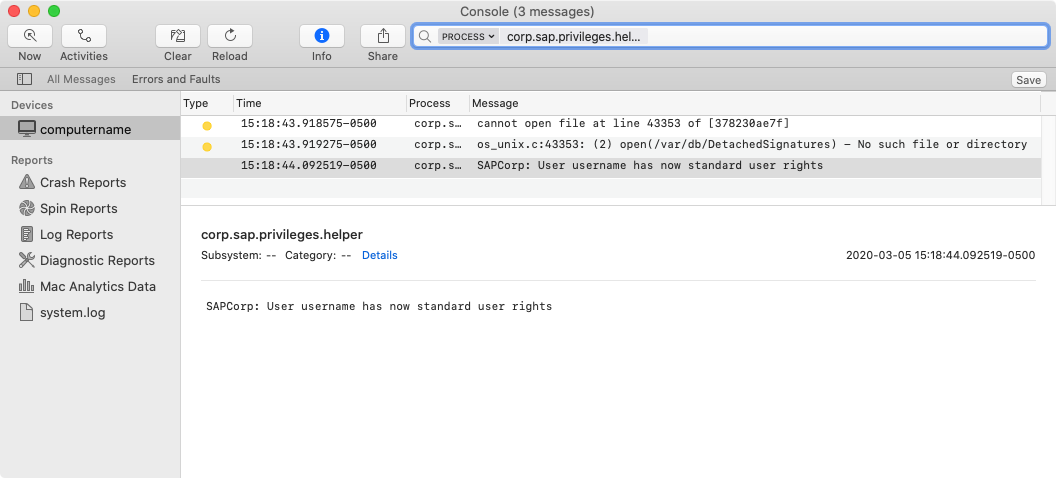 Console (3 messages)
Now Activities Clear Reload Info Share PROCESS corp.sap.privileges.hel...
All Messages Errors and Faults Save
Devices
computername
Reports
Crash Reports
Spin Reports
Log Reports
Diagnostic Reports
Mac Analytics Data
system.log
Type Time Process Message
15:18:43.918575-0500 corp.s... cannot open file at line 43353 of [378230ae7f]
15:18:43.919275-0500 corp.s... os_unix.c:43353: (2) open(/var/db/DetachedSignatures) - No such file or directory
15:18:44.092519-0500 corp.s... SAPCorp: User username has now standard user rights
corp.sap.privileges.helper
Subsystem: -- Category: -- Details 2020-03-05 15:18:44.092519-0500
SAPCorp: User username has now standard user rights